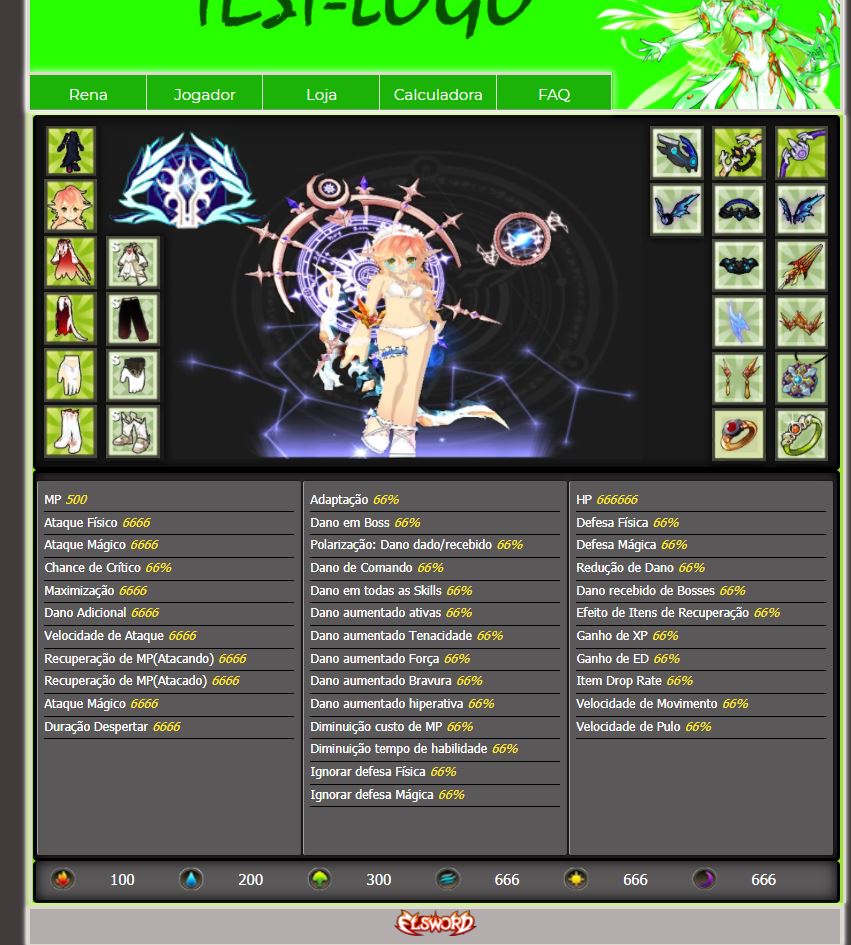 TEST-LOGO
Rena Jogador Loja Calculadora FAQ
S
S
S
S
MP 500
Ataque Físico 6666
Ataque Mágico 6666
Chance de Crítico 66%
Maximização 6666
Dano Adicional 6666
Velocidade de Ataque 6666
Recuperação de MP(Atacando) 6666
Recuperação de MP(Atacado) 6666
Ataque Mágico 6666
Duração Despertar 6666
Adaptação 66%
Dano em Boss 66%
Polarização: Dano dado/recebido 66%
Dano de Comando 66%
Dano em todas as Skills 66%
Dano aumentado ativas 66%
Dano aumentado Tenacidade 66%
Dano aumentado Força 66%
Dano aumentado Bravura 66%
Dano aumentado hiperativa 66%
Diminuição custo de MP 66%
Diminuição tempo de habilidade 66%
Ignorar defesa Física 66%
Ignorar defesa Mágica 66%
HP 666666
Defesa Física 66%
Defesa Mágica 66%
Redução de Dano 66%
Dano recebido de Bosses 66%
Efeito de Itens de Recuperação 66%
Ganho de XP 66%
Ganho de ED 66%
Item Drop Rate 66%
Velocidade de Movimento 66%
Velocidade de Pulo 66%
100 200 300 666 666 666
ELSWORD